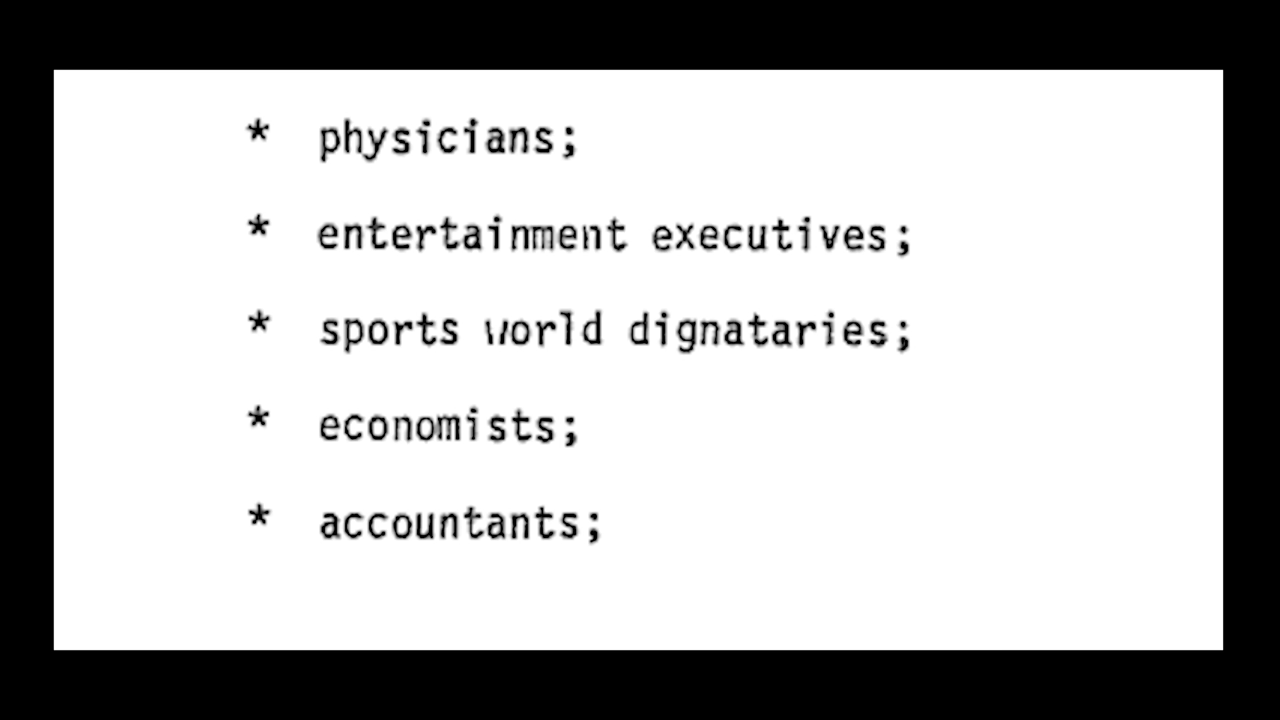 * physicians;
* entertainment executives;
* sports world dignataries;
* economists;
* accountants;